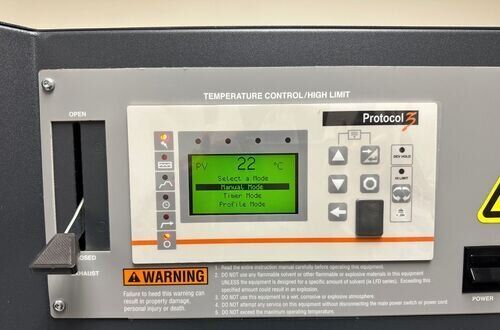 TEMPERATURE CONTROL/HIGH LIMIT
OPEN
Protocol 3
PV 22 °C
Select a Mode
Manual Mode
Timer Mode
Profile Mode
DEV HOLD
HI LIMIT
OSED
EXHAUST
WARNING
Failure to heed this warning can
result in property damage,
personal injury or death.
1. Read the entire instruction manual carefully before operating this equipment.
2. DO NOT use any flammable solvent or other flammable or explosive materials in this equipment
UNLESS the equipment is designed for a specific amount of solvent (ie LFD series). Exceeding this
specified amount could result in an explosion.
3. DO NOT use this equipment in a wet, corrosive or explosive atmosphere.
4. DO NOT attempt any service on this equipment without disconnecting the main power switch or power cord.
5. DO NOT exceed the maximum operating temperature.
POWER